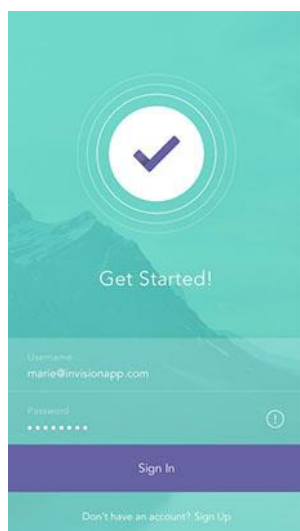 Get Started!
Username
marie@invisionapp.com
Password
Sign In
Don't have an account? Sign Up